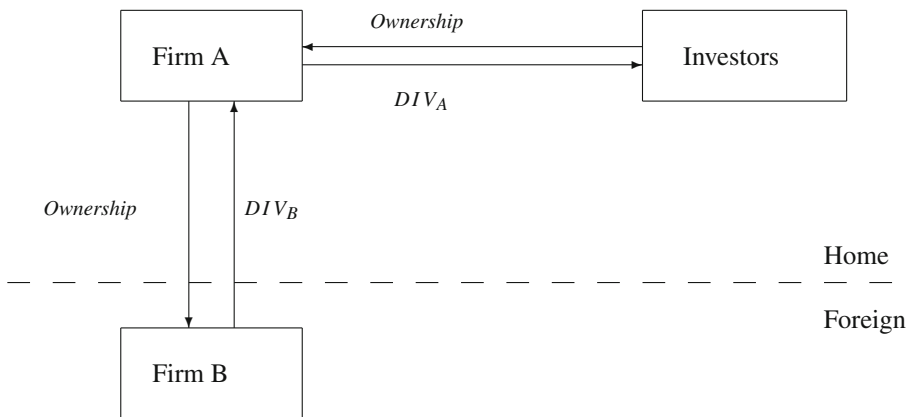 Ownership
Firm A
Investors
DIV_A
Ownership
DIV_B
Home
Foreign
Firm B